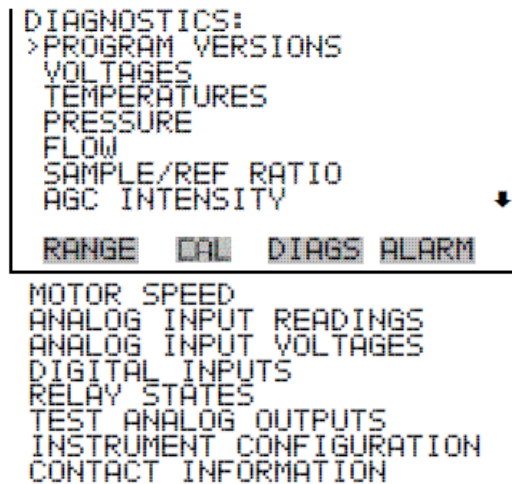 DIAGNOSTICS:
>PROGRAM VERSIONS
VOLTAGES
TEMPERATURES
PRESSURE
FLOW
SAMPLE/REF RATIO
AGC INTENSITY
RANGE CAL DIAGS ALARM
MOTOR SPEED
ANALOG INPUT READINGS
ANALOG INPUT VOLTAGES
DIGITAL INPUTS
RELAY STATES
TEST ANALOG OUTPUTS
INSTRUMENT CONFIGURATION
CONTACT INFORMATION